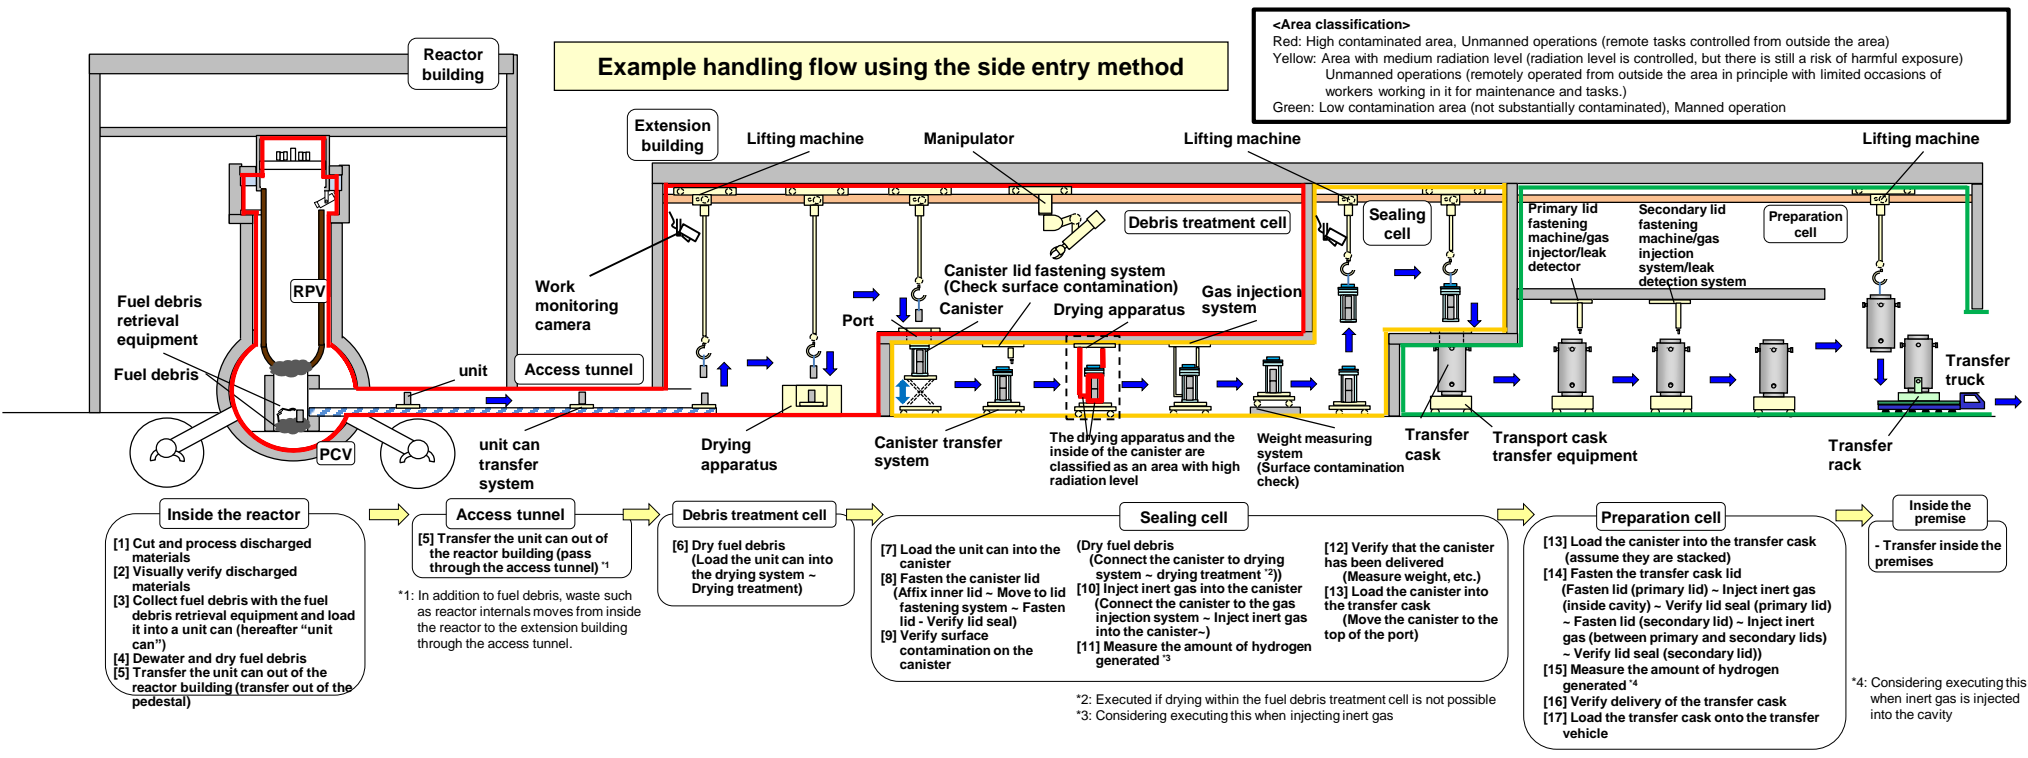 <Area classification>
Red: High contaminated area, Unmanned operations (remote tasks controlled from outside the area)
Yellow: Area with medium radiation level (radiation level is controlled, but there is still a risk of harmful exposure)
Unmanned operations (remotely operated from outside the area in principle with limited occasions of
workers working in it for maintenance and tasks.)
Green: Low contamination area (not substantially contaminated), Manned operation
Example handling flow using the side entry method
Reactor
building
Extension
building
Lifting machine
Manipulator
Lifting machine
Lifting machine
Debris treatment cell
Sealing
cell
Primary lid
fastening
machine/gas
injector/leak
detector
Secondary lid
fastening
machine/gas
injection
system/leak
detection system
Preparation
cell
Work
monitoring
camera
Canister lid fastening system
(Check surface contamination)
Canister
Drying apparatus
Gas injection
system
Port
RPV
Fuel debris
retrieval
equipment
Fuel debris
unit
Access tunnel
PCV
unit can
transfer
system
Drying
apparatus
Canister transfer
system
The drying apparatus and the
inside of the canister are
classified as an area with high
radiation level
Weight measuring
system
(Surface contamination
check)
Transfer
cask
Transport cask
transfer equipment
Transfer
truck
Transfer
rack
Inside the reactor
[1] Cut and process discharged
materials
[2] Visually verify discharged
materials
[3] Collect fuel debris with the fuel
debris retrieval equipment and load
it into a unit can (hereafter “unit
can”)
[4] Dewater and dry fuel debris
[5] Transfer the unit can out of the
reactor building (transfer out of the
pedestal)
Access tunnel
[5] Transfer the unit can out of
the reactor building (pass
through the access tunnel) *1
*1: In addition to fuel debris, waste such
as reactor internals moves from inside
the reactor to the extension building
through the access tunnel.
Debris treatment cell
[6] Dry fuel debris
(Load the unit can into
the drying system ~
Drying treatment)
Sealing cell
[7] Load the unit can into the
canister
[8] Fasten the canister lid
(Affix inner lid ~ Move to lid
fastening system ~ Fasten
lid - Verify lid seal)
[9] Verify surface
contamination on the
canister
(Dry fuel debris
(Connect the canister to drying
system ~ drying treatment *2))
[10] Inject inert gas into the canister
(Connect the canister to the gas
injection system ~ Inject inert gas
into the canister~)
[11] Measure the amount of hydrogen
generated *3
[12] Verify that the canister
has been delivered
(Measure weight, etc.)
[13] Load the canister into
the transfer cask
(Move the canister to the
top of the port)
*2: Executed if drying within the fuel debris treatment cell is not possible
*3: Considering executing this when injecting inert gas
Preparation cell
[13] Load the canister into the transfer cask
(assume they are stacked)
[14] Fasten the transfer cask lid
(Fasten lid (primary lid) ~ Inject inert gas
(inside cavity) ~ Verify lid seal (primary lid)
~ Fasten lid (secondary lid) ~ Inject inert
gas (between primary and secondary lids)
~ Verify lid seal (secondary lid))
[15] Measure the amount of hydrogen
generated *4
[16] Verify delivery of the transfer cask
[17] Load the transfer cask onto the transfer
vehicle
Inside the
premise
- Transfer inside the
premises
*4: Considering executing this
when inert gas is injected
into the cavity